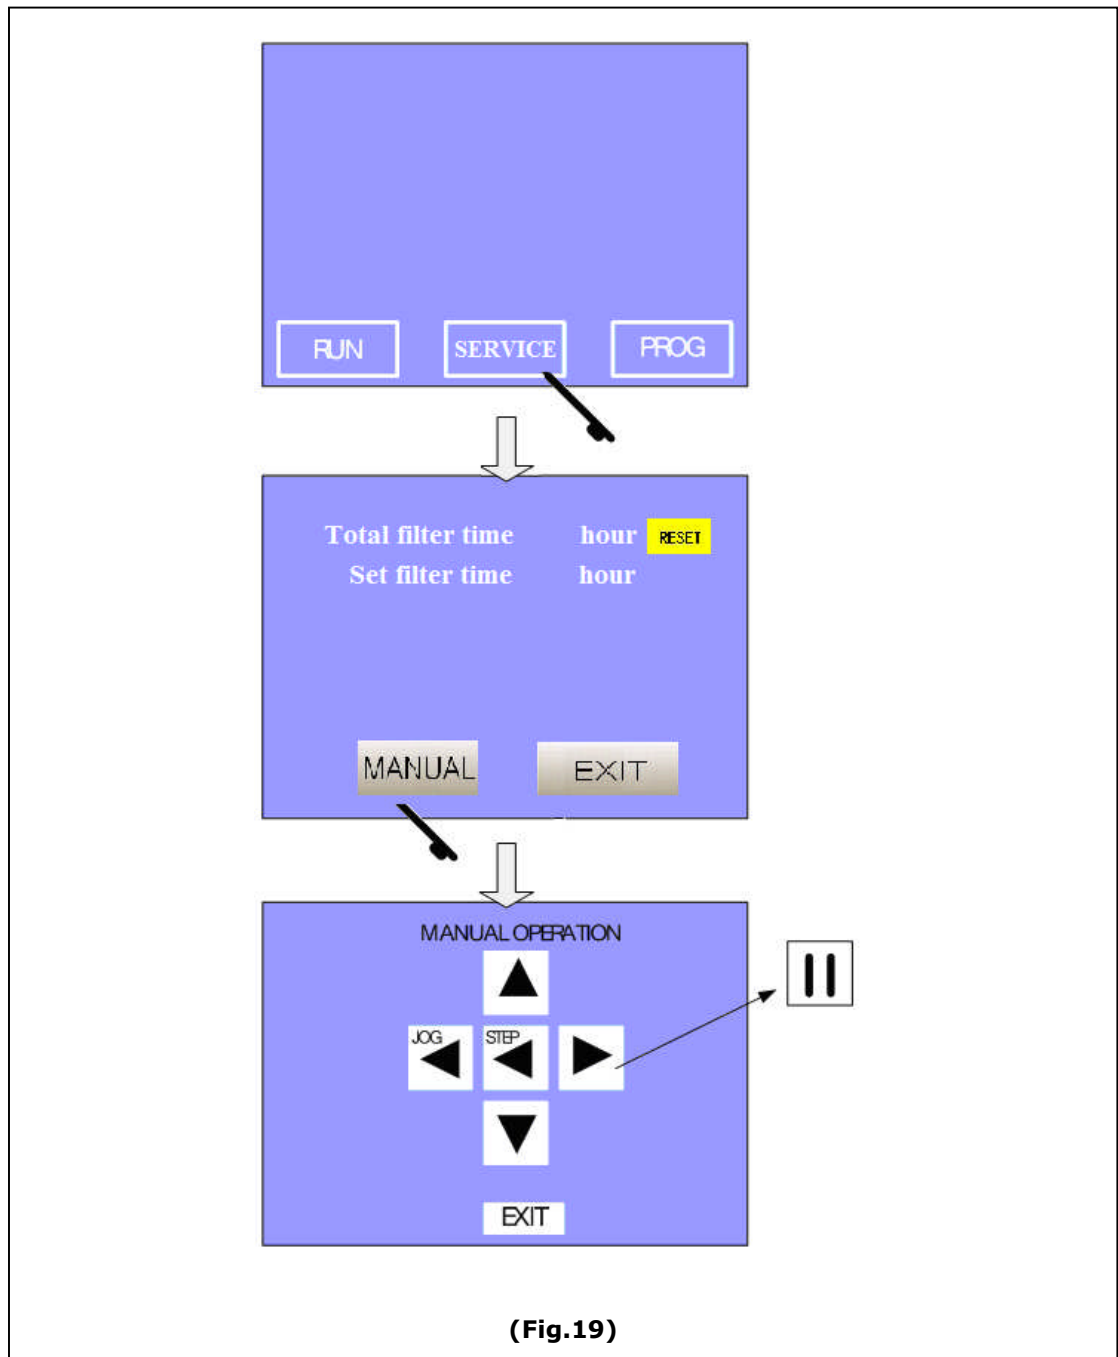 RUN SERVICE PROG
Total filter time hour RESET
Set filter time hour
MANUAL EXIT
MANUAL OPERATION
JOG STEP
EXIT
(Fig.19)